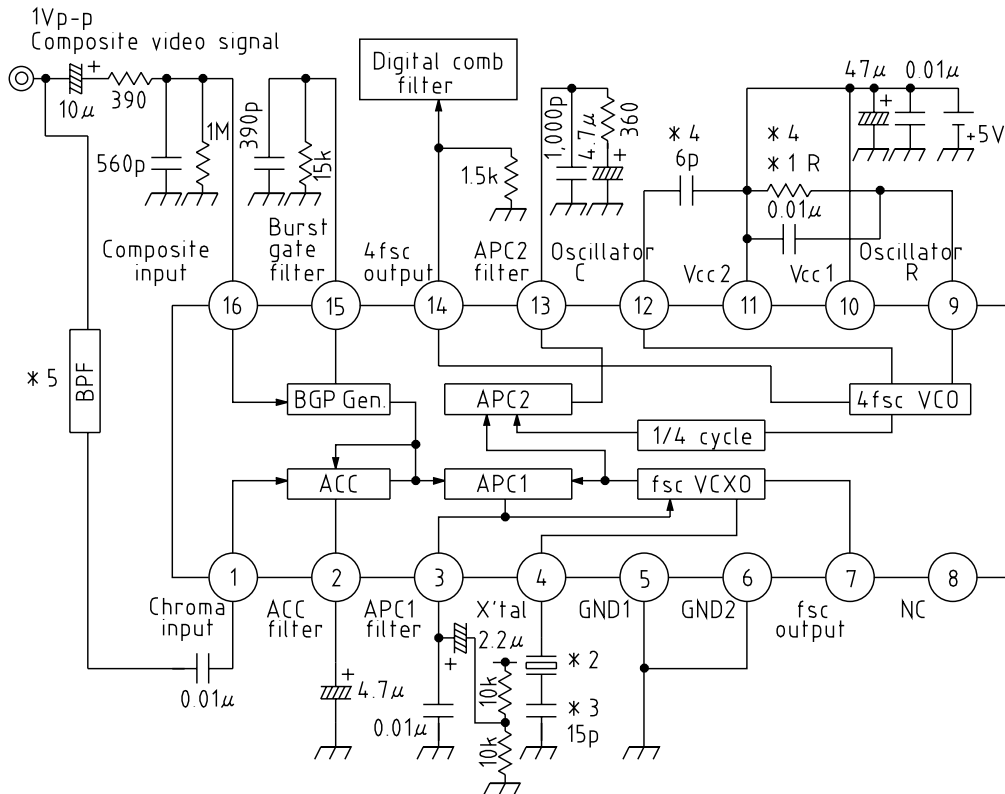 1Vp-p
Composite video signal
10μ
390
560p
1M
390p
15k
Digital comb
filter
1.5k
1,000p
4.7μ
360
* 4
6p
* 4
* 1 R
0.01μ
47μ
0.01μ
+5V
Composite
input
Burst
gate
filter
4fsc
output
APC2
filter
Oscillator
C
Vcc2
Vcc1
Oscillator
R
16
15
14
13
12
11
10
9
* 5
BPF
BGP Gen.
APC2
4fsc VCO
1/4 cycle
ACC
APC1
fsc VCXO
1
2
3
4
5
6
7
8
Chroma
input
ACC
filter
APC1
filter
X'tal
GND1
GND2
fsc
output
NC
0.01μ
4.7μ
0.01μ
2.2μ
10k
10k
* 2
* 3
15p
+
+
+
+
+